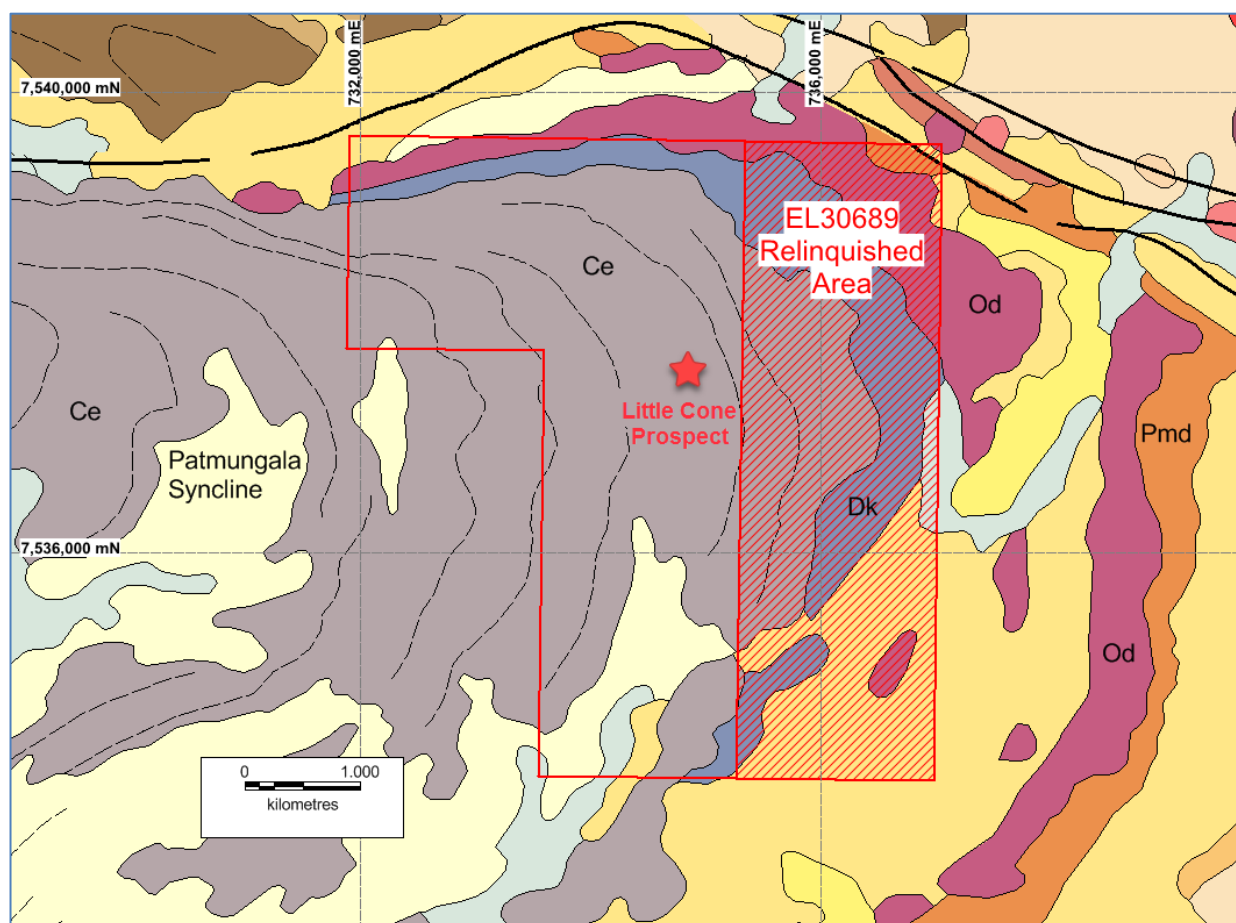 732,000 mE
736,000 mE
7,540,000 mN
EL30689
Relinquished
Area
Ce
Od
Little Cone
Prospect
Ce
Pmd
Patmungala
Syncline
Dk
7,536,000 mN
Od
0 1.000
kilometres